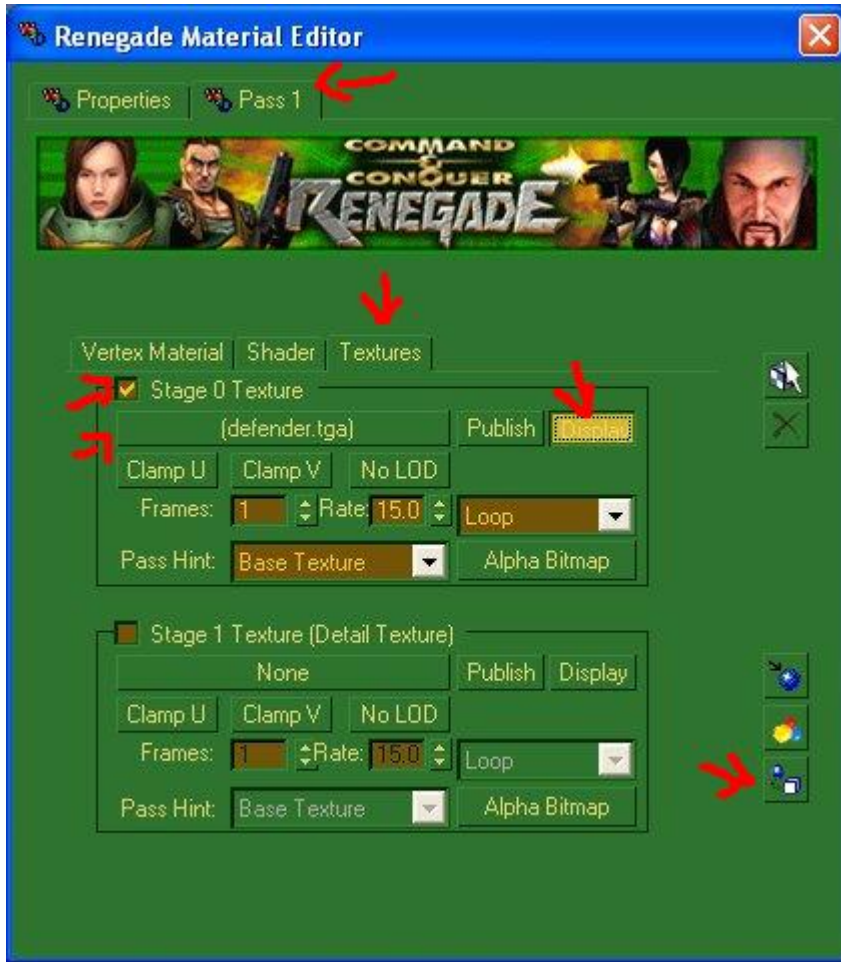 Renegade Material Editor
Properties Pass 1
COMMAND
&
CONQUER
RENEGADE
Vertex Material Shader Textures
Stage 0 Texture
(defender.tga) Publish Display
Clamp U Clamp V No LOD
Frames: 1 Rate: 15.0 Loop
Pass Hint: Base Texture Alpha Bitmap
Stage 1 Texture (Detail Texture)
None Publish Display
Clamp U Clamp V No LOD
Frames: 1 Rate: 15.0 Loop
Pass Hint: Base Texture Alpha Bitmap